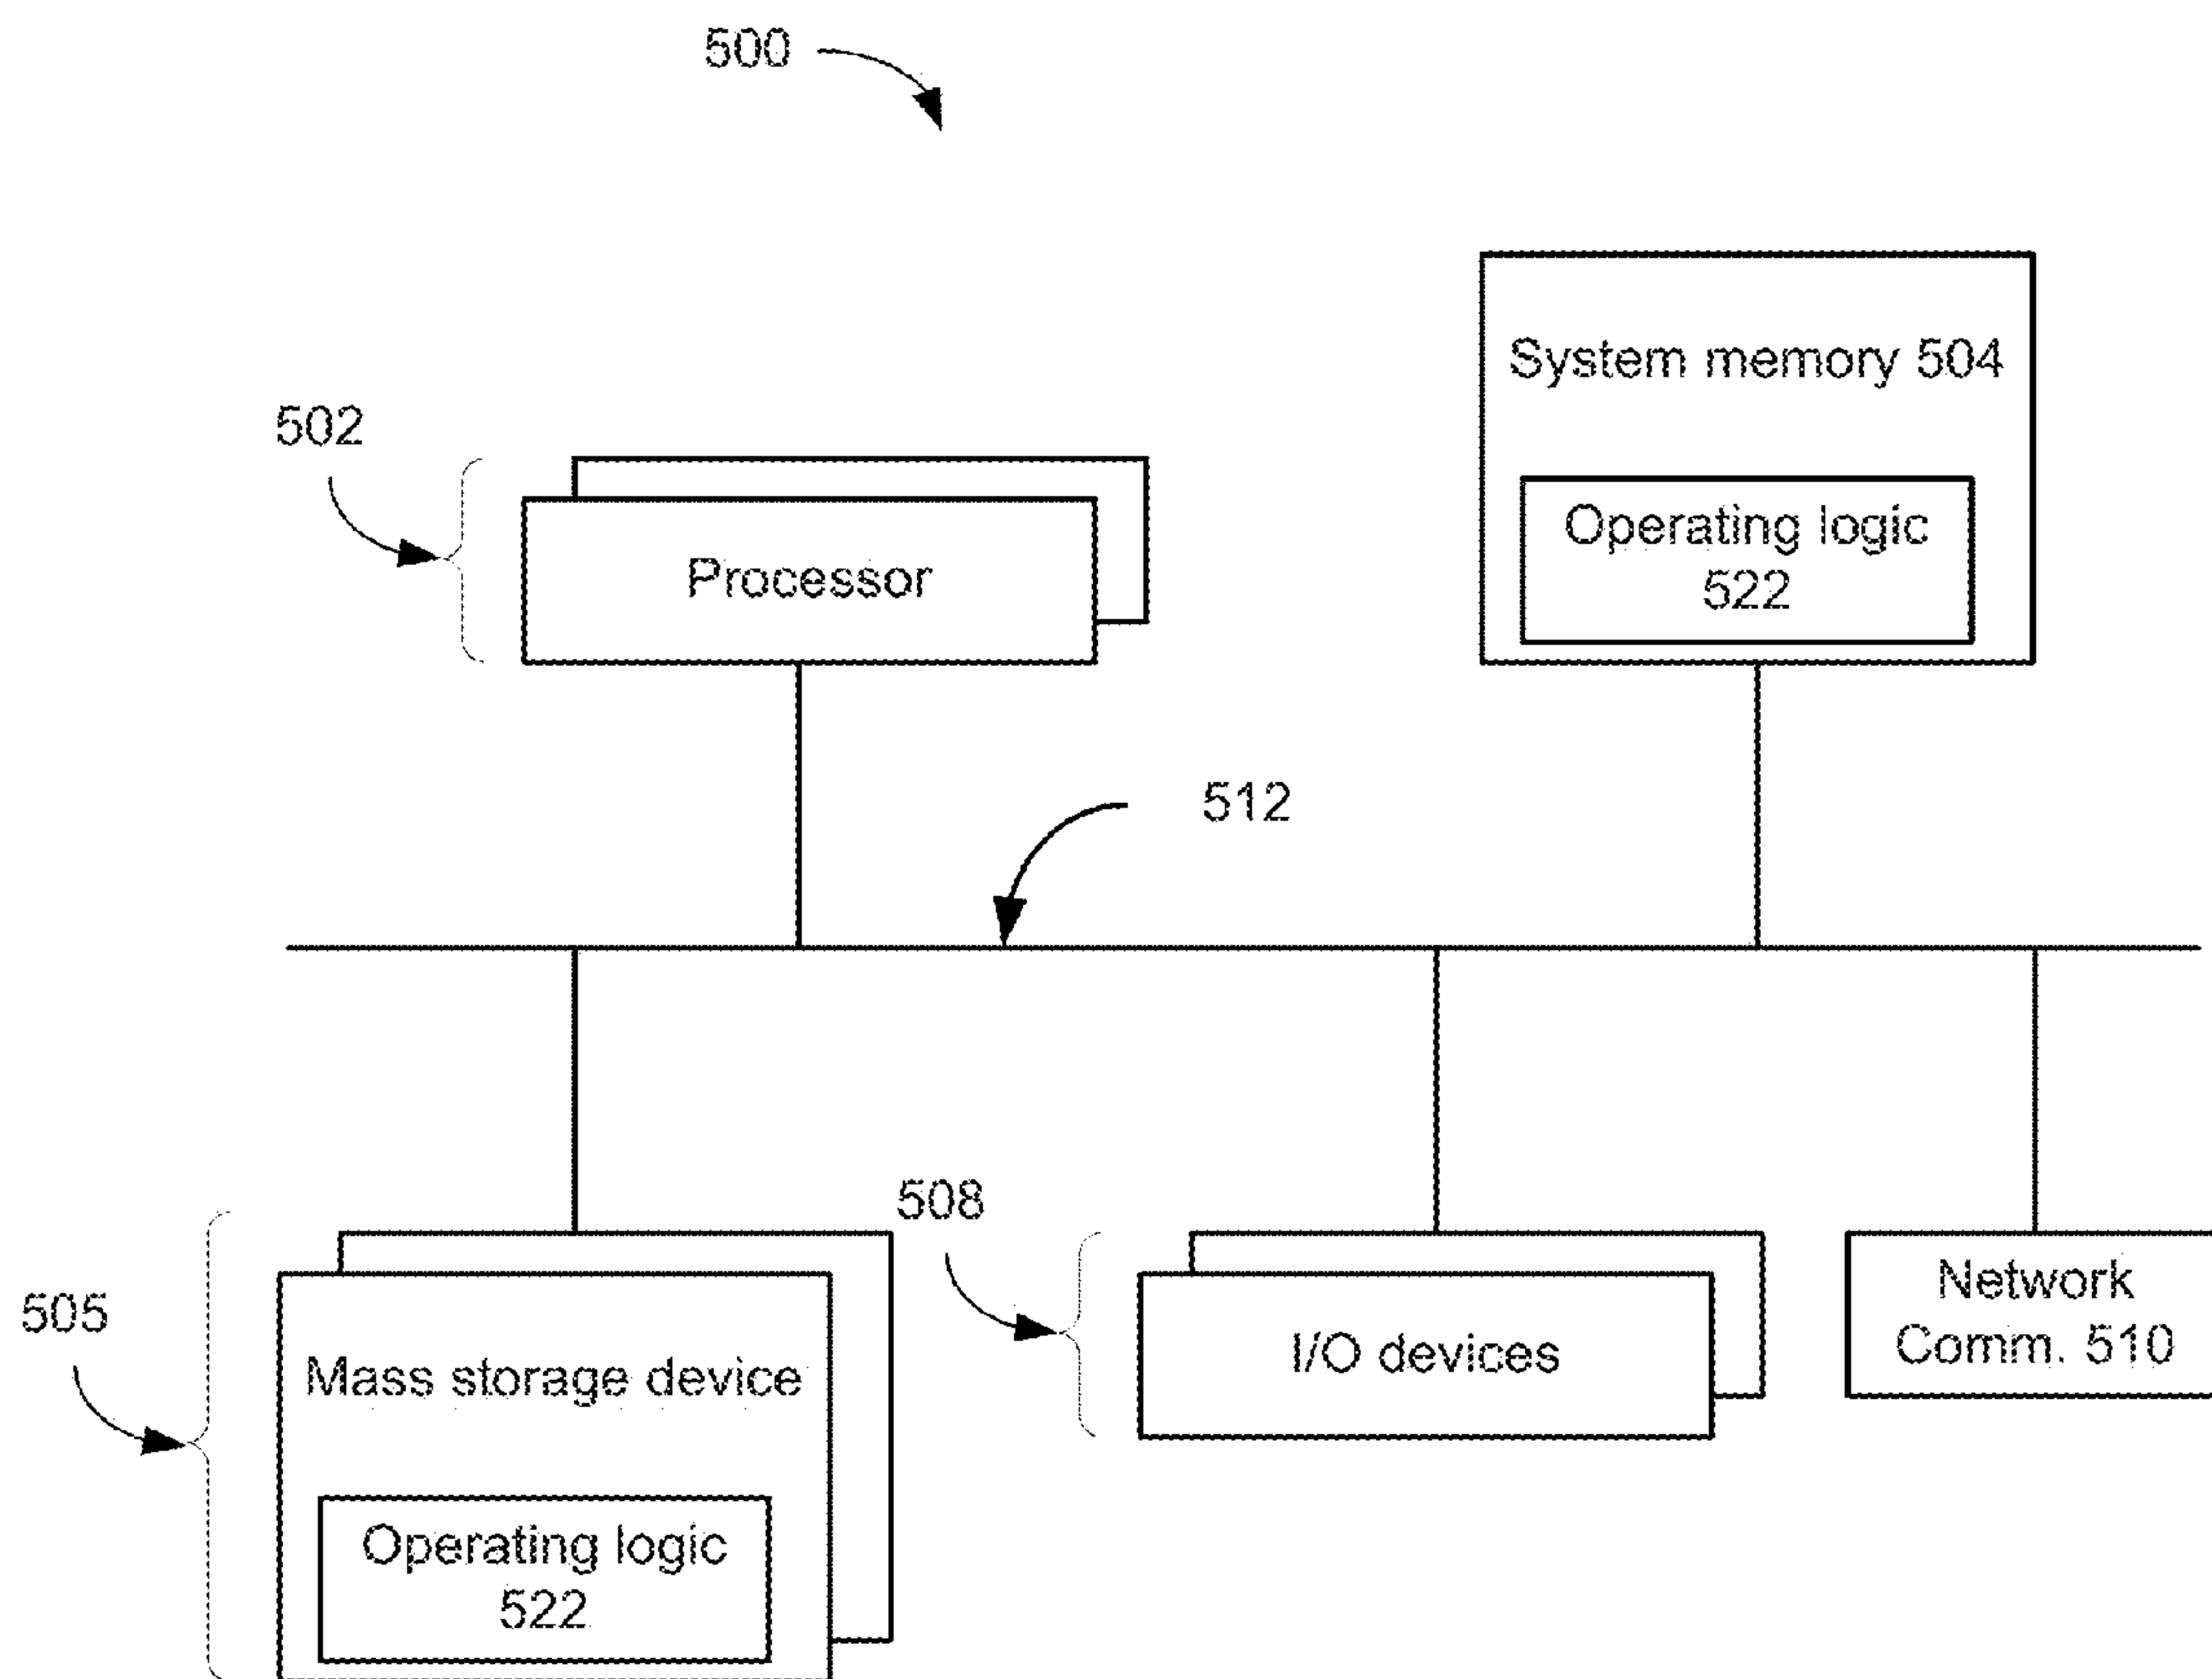 500
System memory 504
502
Operating logic
522
Processor
512
508
505
Network
Comm. 510
I/O devices
Mass storage device
Operating logic
522